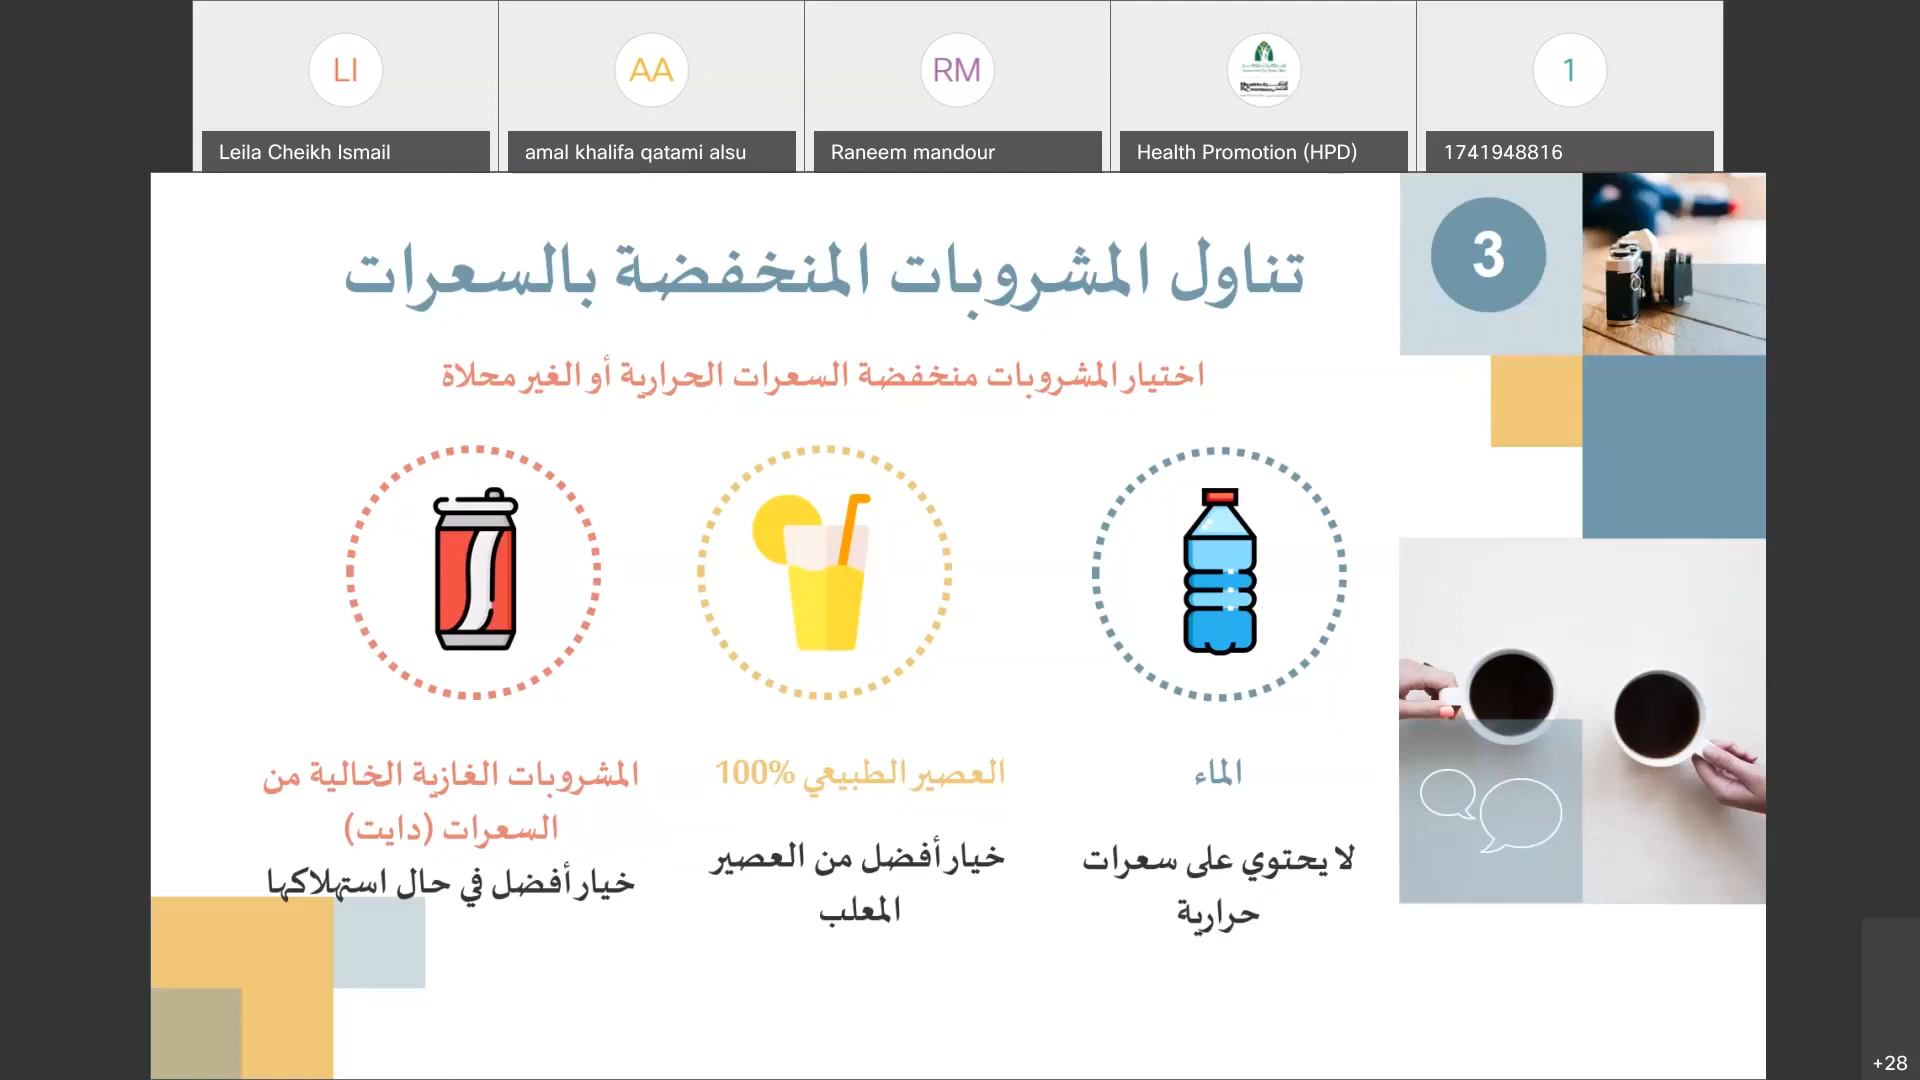 LI
AA
RM
1
Leila Cheikh Ismail
amal khalifa qatami alsu
Raneem mandour
Health Promotion (HPD)
1741948816
3
تناول المشروبات المنخفضة بالسعرات
اختيار المشروبات منخفضة السعرات الحرارية أو الغير محلاة
الماء
لا يحتوي على سعرات
حرارية
العصير الطبيعي 100%
خيار أفضل من العصير
المعلب
المشروبات الغازية الخالية من
السعرات (دايت)
خيار أفضل في حال استهلاكها
+28